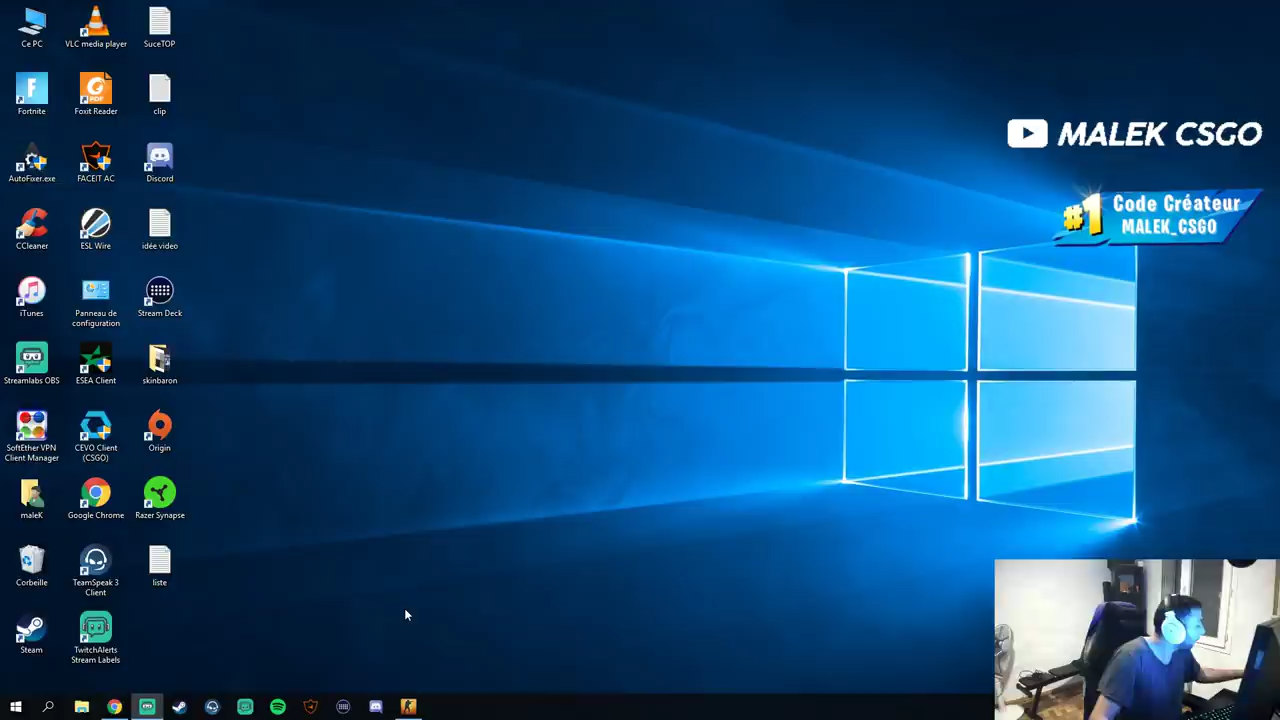 Ce PC
VLC media player
SuceTOP
Fortnite
Foxit Reader
clip
AutoFixer.exe
FACEIT AC
Discord
CCleaner
ESL Wire
idée video
iTunes
Panneau de
configuration
Stream Deck
Streamlabs OBS
ESEA Client
skinbaron
SoftEther VPN
Client Manager
CEVO Client
(CSGO)
Origin
maleK
Google Chrome
Razer Synapse
Corbeille
TeamSpeak 3
Client
liste
Steam
TwitchAlerts
Stream Labels
MALEK CSGO
#1 Code Créateur
MALEK_CSGO